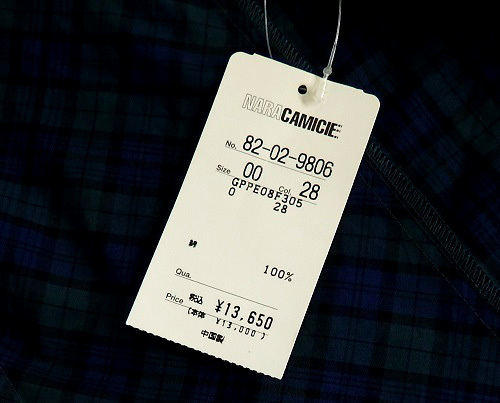 NARACAMICIE
No. 82-02-9806
Size 00 Col. 28
GPPE08F305
0 28
綿 100%
Qua.
Price 税込 ¥13,650
(本体 ¥13,000)
中国製